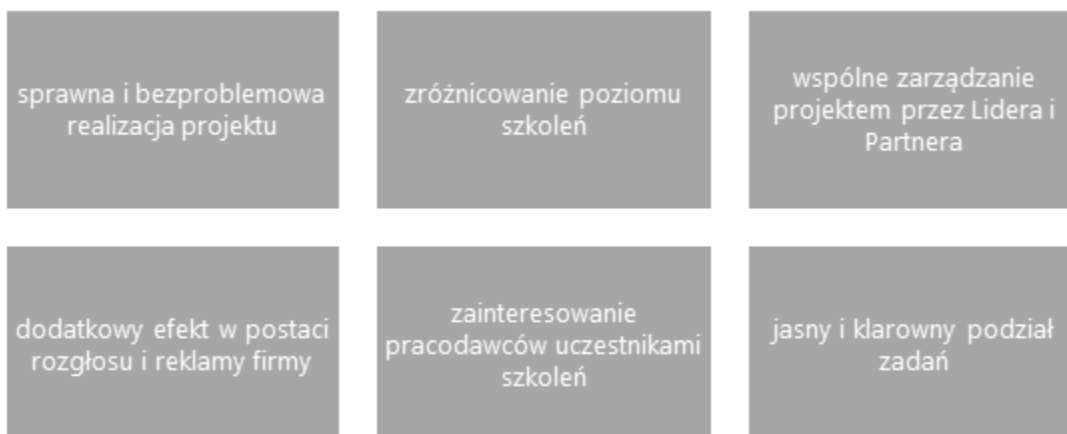 sprawna i bezproblemowa
realizacja projektu
zróżnicowanie poziomu
szkoleń
wspólne zarządzanie
projektem przez Lidera i
Partnera
dodatkowy efekt w postaci
rozgłosu i reklamy firmy
zainteresowanie
pracodawców uczestnikami
szkoleń
jasny i klarowny podział
zadań